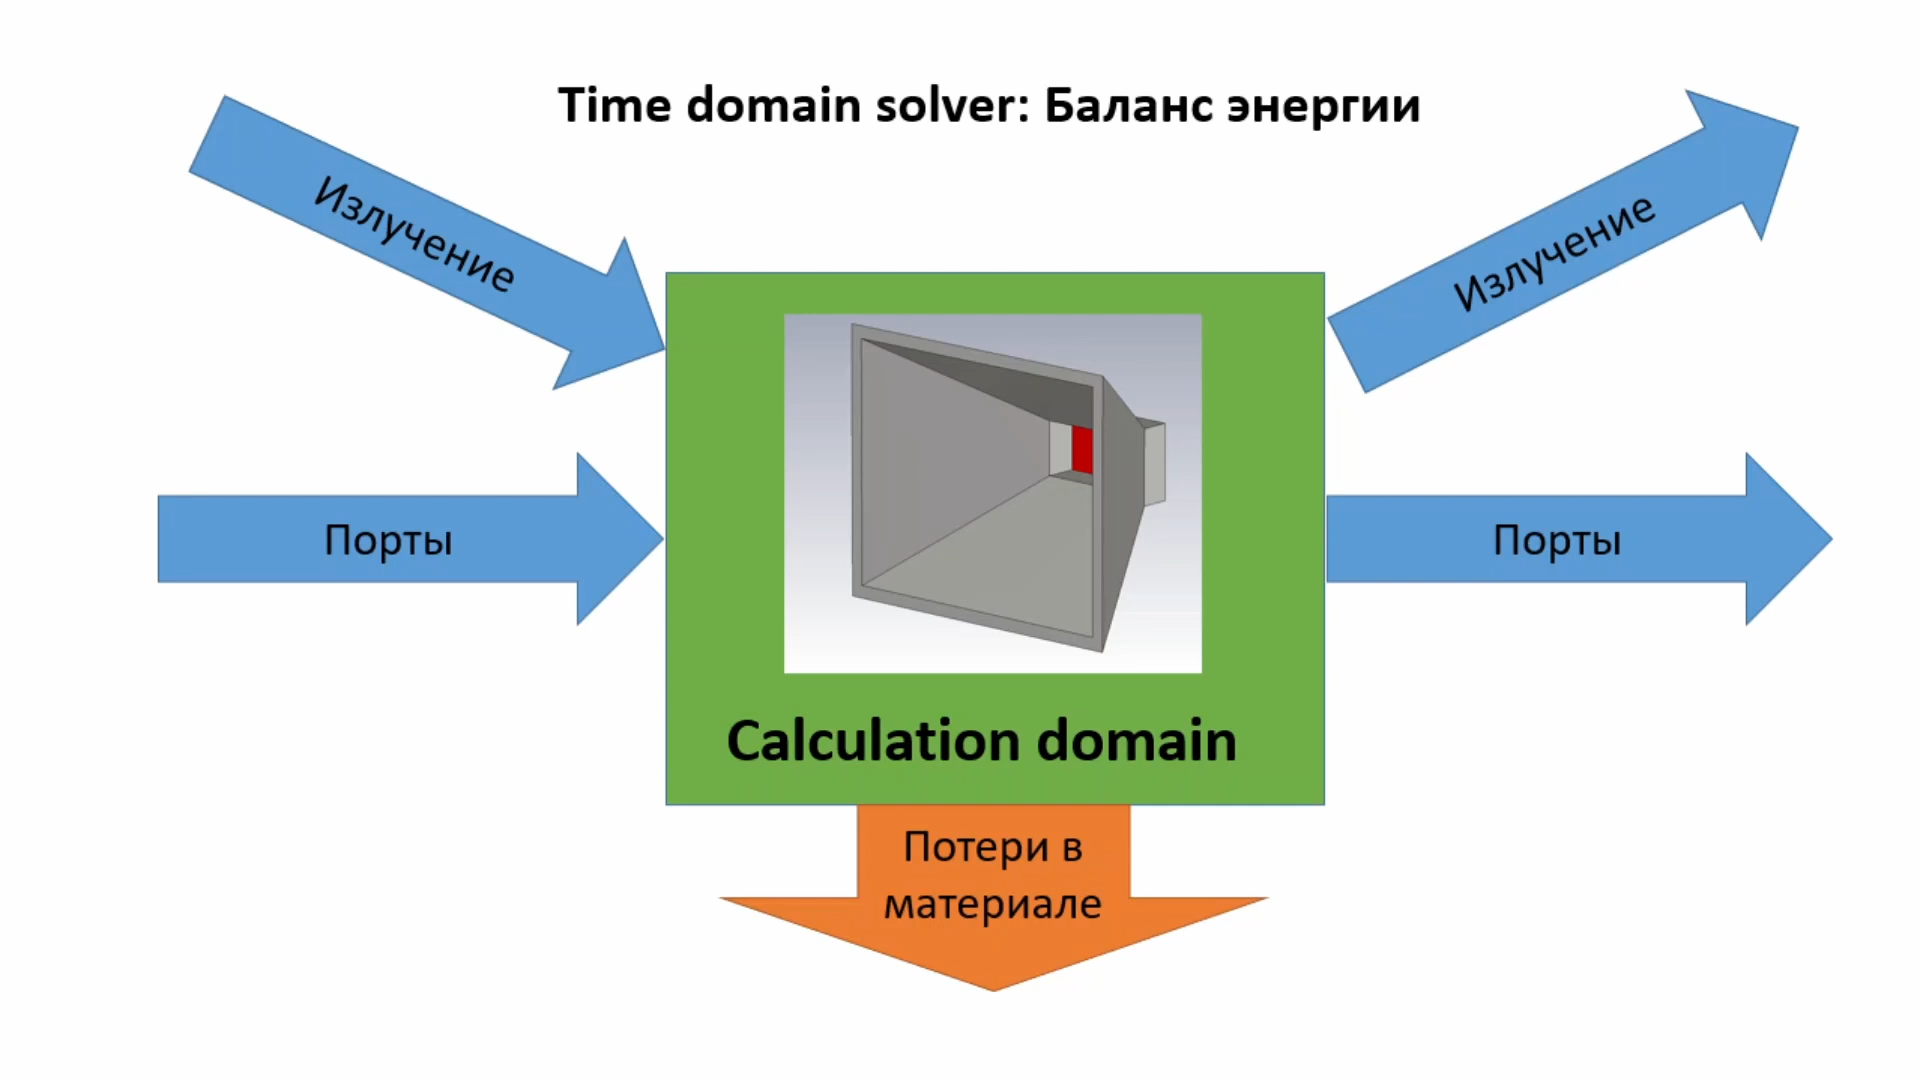 Time domain solver: Баланс энергии
Излучение
Излучение
Порты
Порты
Calculation domain
Потери в
материале